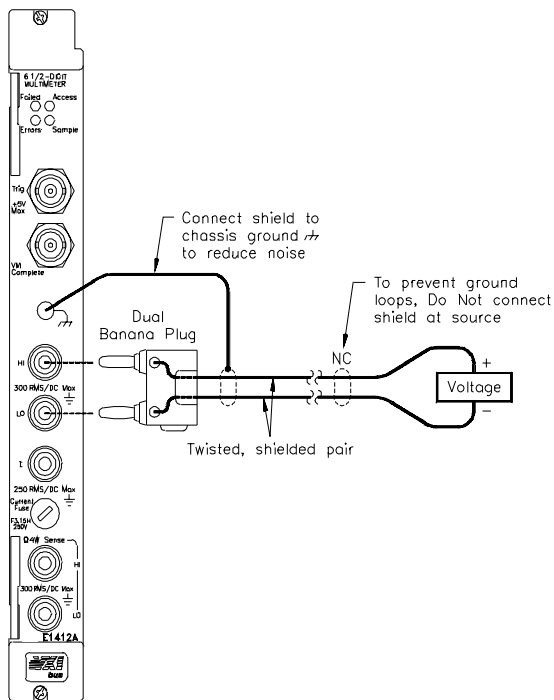 6 1/2-DIGIT
MULTIMETER
Failed Access
Errors Sample
Trig
+5V
Max
VM
Complete
HI
300 RMS/DC Max
LO
I
250 RMS/DC Max
Current
Fuse
F3.15H
250V
Ω4W Sense
HI
300 RMS/DC Max
LO
E1412A
VXI
bus
Connect shield to
chassis ground
to reduce noise
Dual
Banana Plug
To prevent ground
loops, Do Not connect
shield at source
NC
+
Voltage
−
Twisted, shielded pair